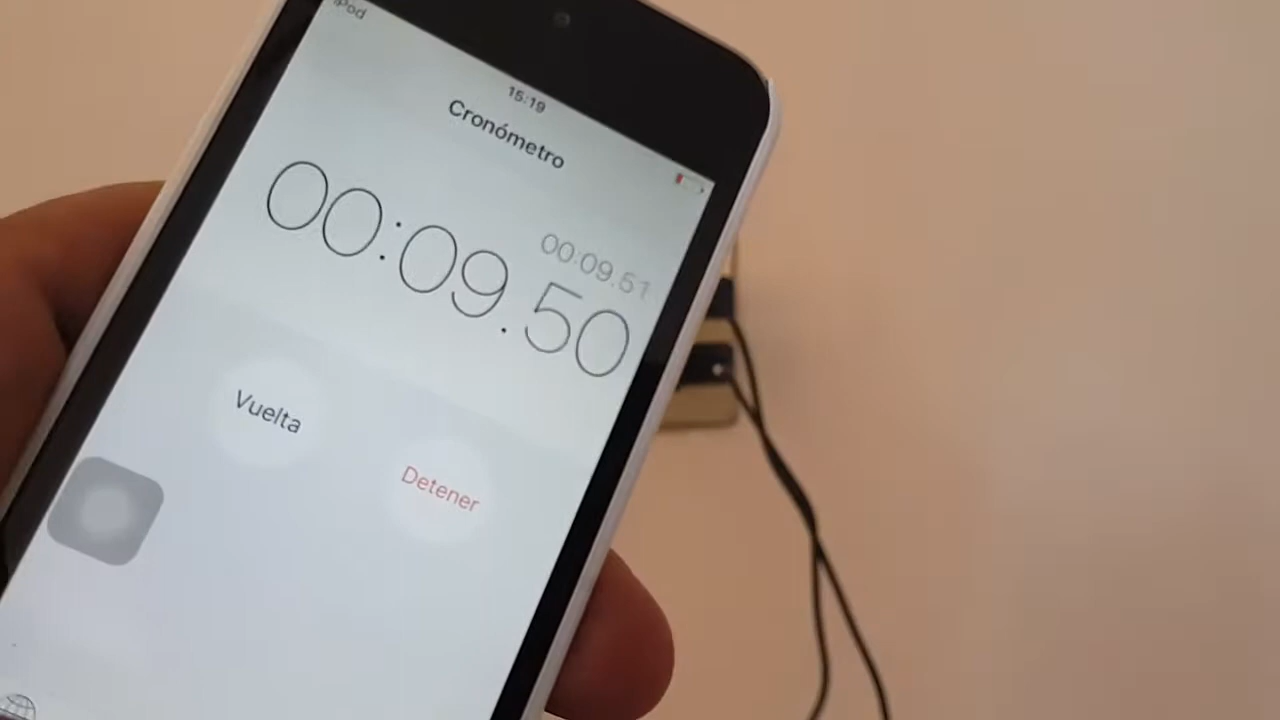 iPod
15:19
Cronómetro
00:09.51
00:09.50
Vuelta
Detener